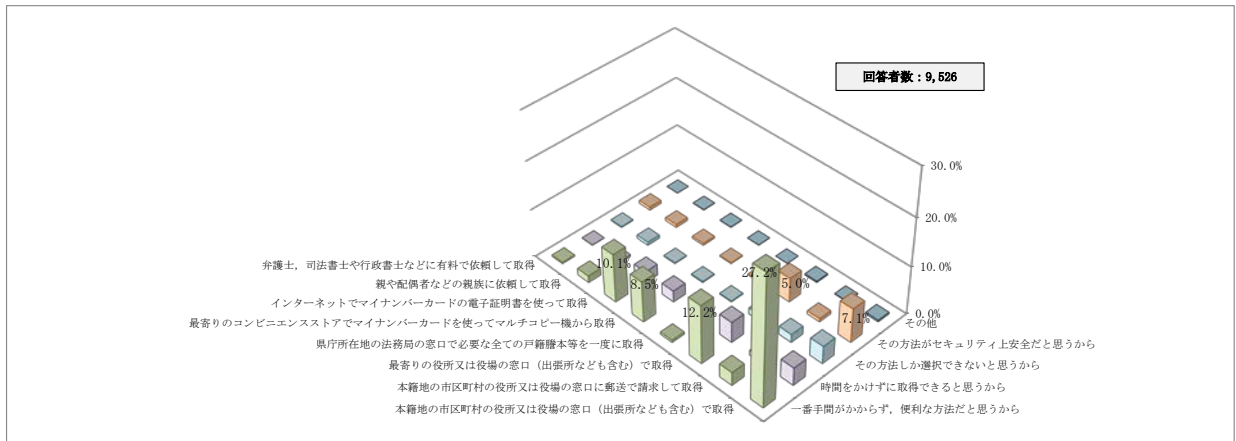 回答者数：9,526
30.0%
20.0%
10.0%
0.0%
27.2%
10.1%
8.5%
5.0%
12.2%
7.1%
弁護士，司法書士や行政書士などに有料で依頼して取得
親や配偶者などの親族に依頼して取得
インターネットでマイナンバーカードの電子証明書を使って取得
最寄りのコンビニエンスストアでマイナンバーカードを使ってマルチコピー機から取得
県庁所在地の法務局の窓口で必要な全ての戸籍謄本等を一度に取得
最寄りの役所又は役場の窓口（出張所なども含む）で取得
本籍地の市区町村の役所又は役場の窓口に郵送で請求して取得
本籍地の市区町村の役所又は役場の窓口（出張所なども含む）で取得
その他
その方法がセキュリティ上安全だと思うから
その方法しか選択できないと思うから
時間をかけずに取得できると思うから
一番手間がかからず，便利な方法だと思うから